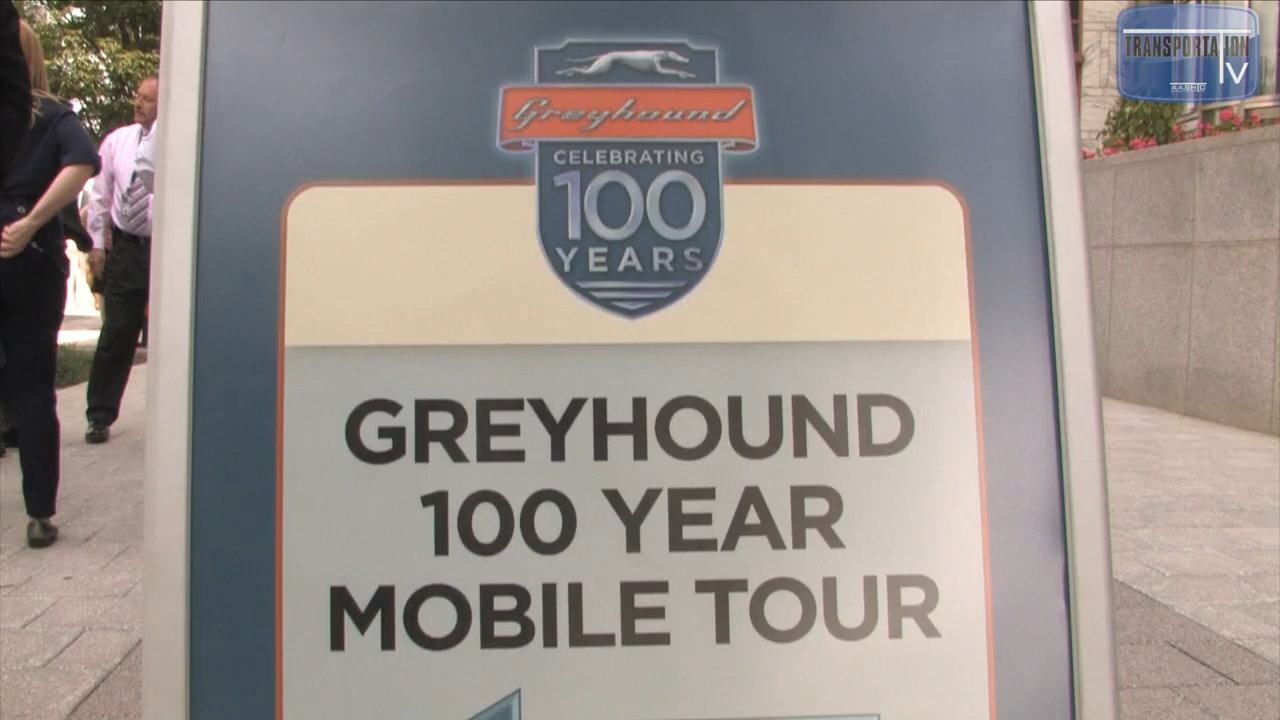 TRANSPORTATION
TV
AASHTO
Greyhound
CELEBRATING
100
YEARS
GREYHOUND
100 YEAR
MOBILE TOUR